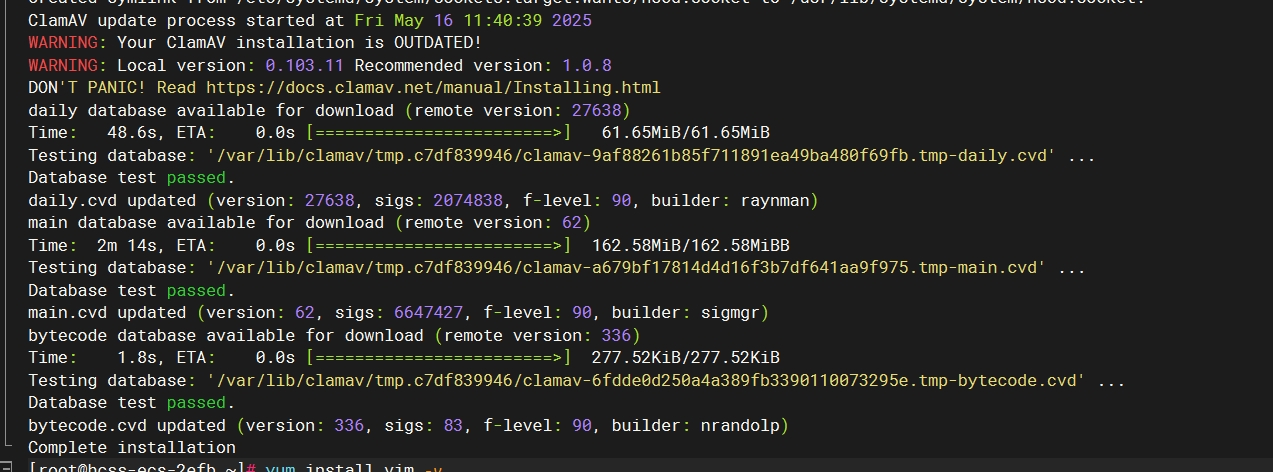 Created symlink from /etc/systemd/system/sockets.target.wants/hood.socket to /usr/lib/systemd/system/hood.socket.
ClamAV update process started at Fri May 16 11:40:39 2025
WARNING: Your ClamAV installation is OUTDATED!
WARNING: Local version: 0.103.11 Recommended version: 1.0.8
DON'T PANIC! Read https://docs.clamav.net/manual/Installing.html
daily database available for download (remote version: 27638)
Time:   48.6s, ETA:    0.0s [========================>]   61.65MiB/61.65MiB
Testing database: '/var/lib/clamav/tmp.c7df839946/clamav-9af88261b85f711891ea49ba480f69fb.tmp-daily.cvd' ...
Database test passed.
daily.cvd updated (version: 27638, sigs: 2074838, f-level: 90, builder: raynman)
main database available for download (remote version: 62)
Time:  2m 14s, ETA:    0.0s [========================>]  162.58MiB/162.58MiBB
Testing database: '/var/lib/clamav/tmp.c7df839946/clamav-a679bf17814d4d16f3b7df641aa9f975.tmp-main.cvd' ...
Database test passed.
main.cvd updated (version: 62, sigs: 6647427, f-level: 90, builder: sigmgr)
bytecode database available for download (remote version: 336)
Time:    1.8s, ETA:    0.0s [========================>]  277.52KiB/277.52KiB
Testing database: '/var/lib/clamav/tmp.c7df839946/clamav-6fdde0d250a4a389fb3390110073295e.tmp-bytecode.cvd' ...
Database test passed.
bytecode.cvd updated (version: 336, sigs: 83, f-level: 90, builder: nrandolp)
Complete installation
[root@hcss-ecs-2efb ~]# yum install vim -y